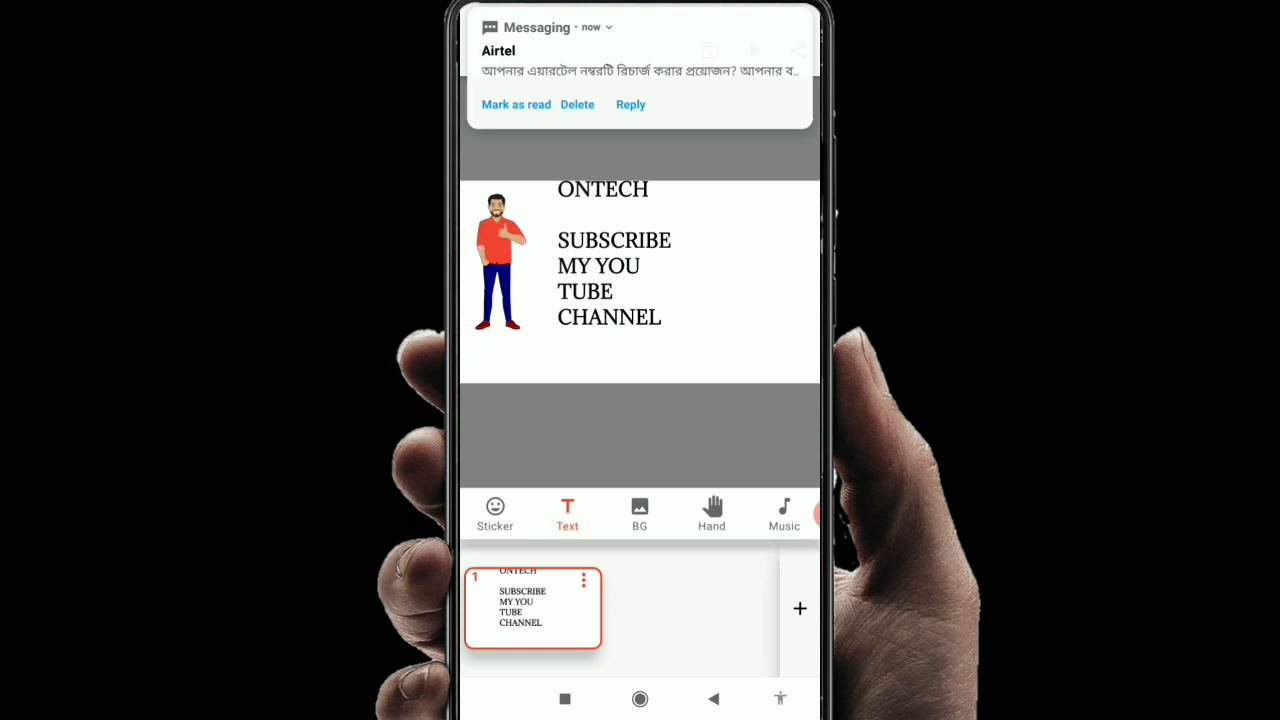 Messaging · now
Airtel
আপনার এয়ারটেল নম্বরটি রিচার্জ করার প্রয়োজন? আপনার ব..
Mark as read Delete Reply
ONTECH
SUBSCRIBE
MY YOU
TUBE
CHANNEL
Sticker Text BG Hand Music
1
ONTECH
SUBSCRIBE
MY YOU
TUBE
CHANNEL
+